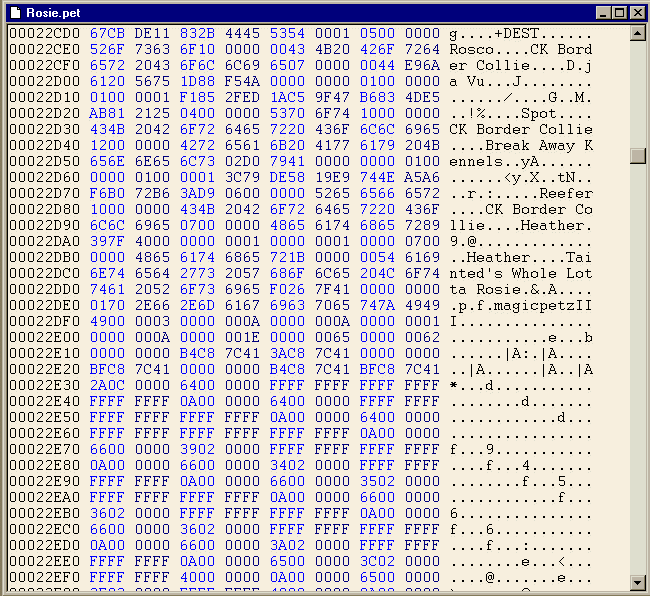 Rosie.pet
00022CD0 67CB DE11 832B 4445 5354 0001 0500 0000 g....+DEST......
00022CE0 526F 7363 6F10 0000 0043 4B20 426F 7264 Rosco....CK Bord
00022CF0 6572 2043 6F6C 6C69 6507 0000 0044 E96A er Collie....D.j
00022D00 6120 5675 1D88 F54A 0000 0000 0100 0000 a Vu...J........
00022D10 0100 0001 F185 2FED 1AC5 9F47 B683 4DE5 ....../....G..M.
00022D20 AB81 2125 0400 0000 5370 6F74 1000 0000 ..!%....Spot....
00022D30 434B 2042 6F72 6465 7220 436F 6C6C 6965 CK Border Collie
00022D40 1200 0000 4272 6561 6B20 4177 6179 204B ....Break Away K
00022D50 656E 6E65 6C73 02D0 7941 0000 0000 0100 ennels..yA......
00022D60 0000 0100 0001 3C79 DE58 19E9 744E A5A6 ......<y.X..tN..
00022D70 F6B0 72B6 3AD9 0600 0000 5265 6566 6572 ..r.:.....Reefer
00022D80 1000 0000 434B 2042 6F72 6465 7220 436F ....CK Border Co
00022D90 6C6C 6965 0700 0000 4865 6174 6865 7289 llie....Heather.
00022DA0 397F 4000 0000 0001 0000 0001 0000 0700 9.@.............
00022DB0 0000 4865 6174 6865 721B 0000 0054 6169 ..Heather....Tai
00022DC0 6E74 6564 2773 2057 686F 6C65 204C 6F74 nted's Whole Lot
00022DD0 7461 2052 6F73 6965 F026 7F41 0000 0000 ta Rosie.&.A....
00022DE0 0170 2E66 2E6D 6167 6963 7065 747A 4949 .p.f.magicpetzII
00022DF0 4900 0003 0000 000A 0000 000A 0000 0001 I...............
00022E00 0000 000A 0000 001E 0000 0065 0000 0062 ...........e...b
00022E10 0000 0000 B4C8 7C41 3AC8 7C41 0000 0000 ......|A:.|A....
00022E20 BFC8 7C41 0000 0000 B4C8 7C41 BFC8 7C41 ..|A......|A..|A
00022E30 2A0C 0000 6400 0000 FFFF FFFF FFFF FFFF *...d...........
00022E40 FFFF FFFF 0A00 0000 6400 0000 FFFF FFFF ........d.......
00022E50 FFFF FFFF FFFF FFFF 0A00 0000 6400 0000 ............d...
00022E60 FFFF FFFF FFFF FFFF FFFF FFFF 0A00 0000 ................
00022E70 6600 0000 3902 0000 FFFF FFFF FFFF FFFF f...9...........
00022E80 0A00 0000 6600 0000 3402 0000 FFFF FFFF ....f...4.......
00022E90 FFFF FFFF 0A00 0000 6600 0000 3502 0000 ........f...5...
00022EA0 FFFF FFFF FFFF FFFF 0A00 0000 6600 0000 ............f...
00022EB0 3602 0000 FFFF FFFF FFFF FFFF 0A00 0000 6...............
00022EC0 6600 0000 3602 0000 FFFF FFFF FFFF FFFF f...6...........
00022ED0 0A00 0000 6600 0000 3A02 0000 FFFF FFFF ....f...:.......
00022EE0 FFFF FFFF 0A00 0000 6500 0000 3C02 0000 ........e...<...
00022EF0 FFFF FFFF 4000 0000 0A00 0000 6500 0000 ....@.......e...